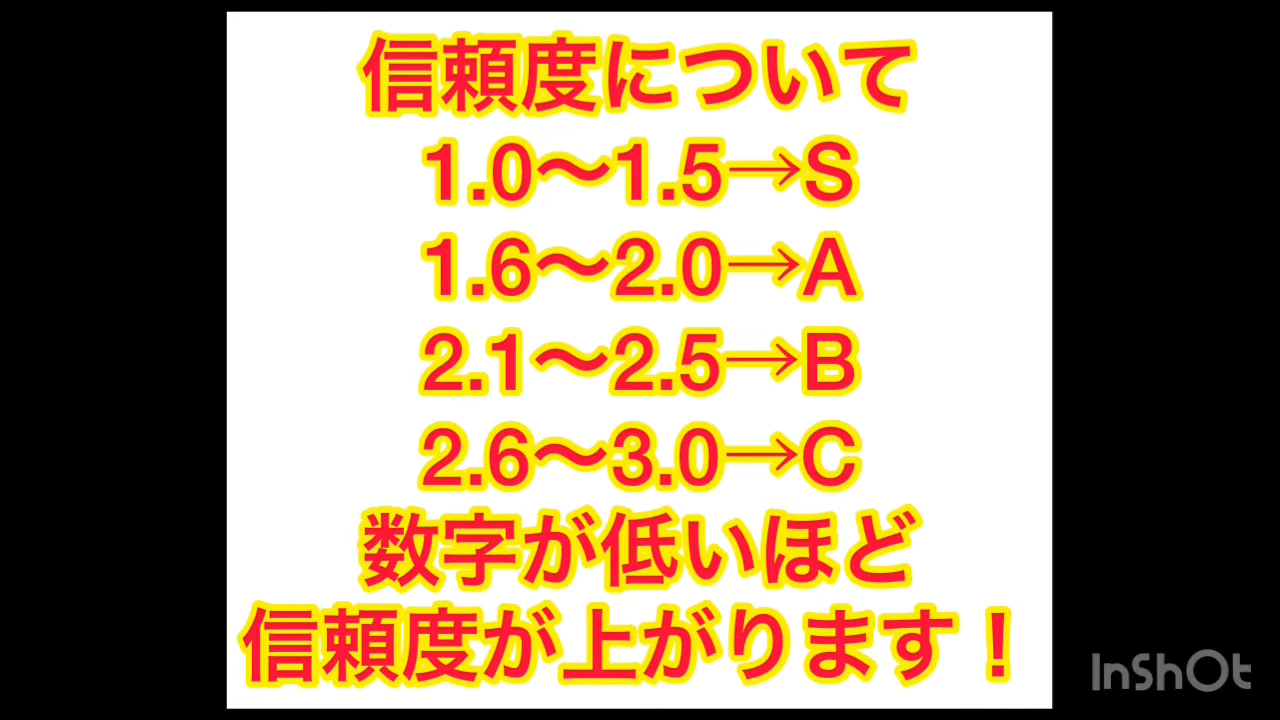 信頼度について
1.0〜1.5→S
1.6〜2.0→A
2.1〜2.5→B
2.6〜3.0→C
数字が低いほど
信頼度が上がります！
InShOt